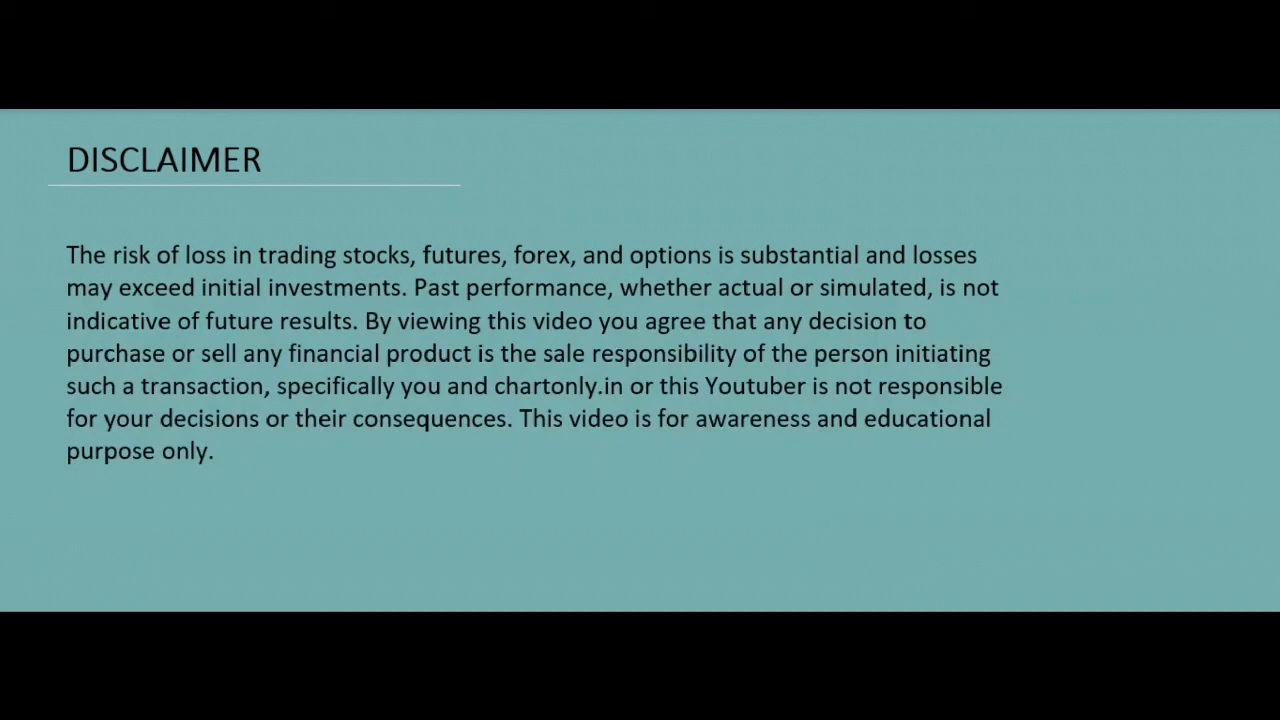 DISCLAIMER
The risk of loss in trading stocks, futures, forex, and options is substantial and losses
may exceed initial investments. Past performance, whether actual or simulated, is not
indicative of future results. By viewing this video you agree that any decision to
purchase or sell any financial product is the sale responsibility of the person initiating
such a transaction, specifically you and chartonly.in or this Youtuber is not responsible
for your decisions or their consequences. This video is for awareness and educational
purpose only.